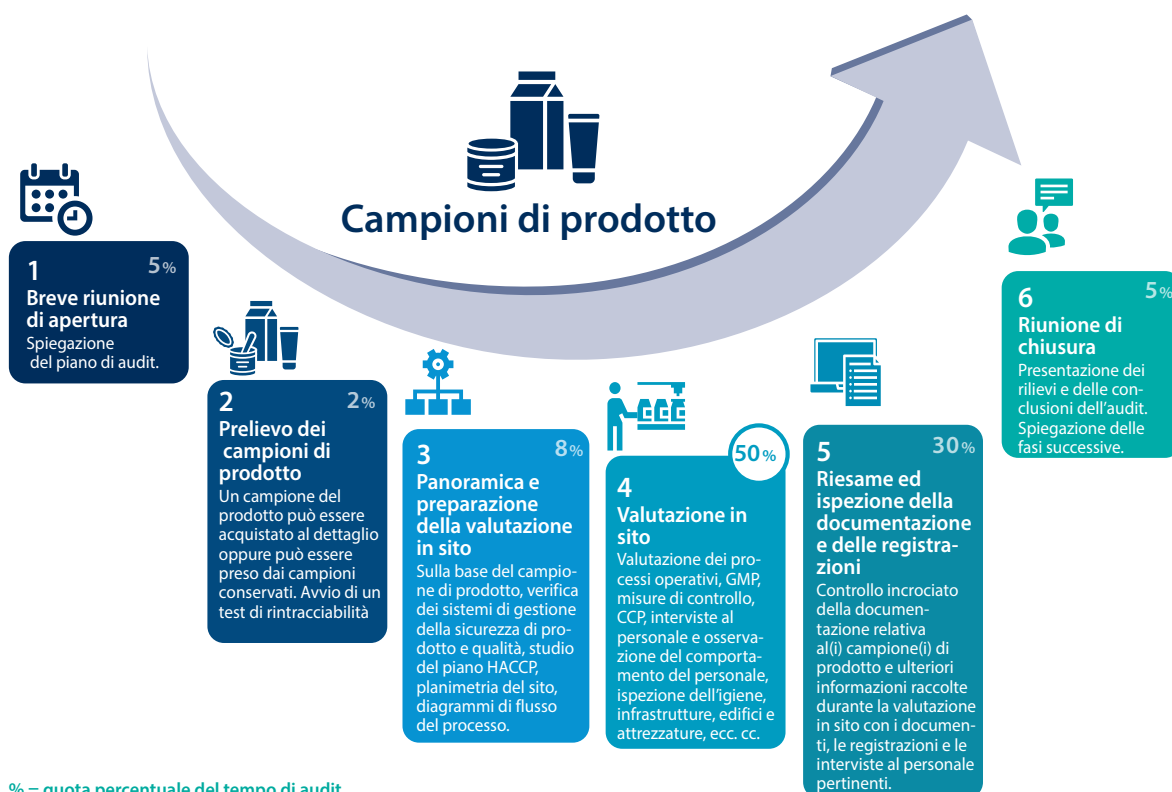 Campioni di prodotto
1
5%
Breve riunione
di apertura
Spiegazione
del piano di audit.
2
2%
Prelievo dei
campioni di
prodotto
Un campione del
prodotto può essere
acquistato al dettaglio
oppure può essere
preso dai campioni
conservati. Avvio di un
test di rintracciabilità
3
8%
Panoramica e
preparazione
della valutazione
in sito
Sulla base del campio-
ne di prodotto, verifica
dei sistemi di gestione
della sicurezza di pro-
dotto e qualità, studio
del piano HACCP,
planimetria del sito,
diagrammi di flusso
del processo.
4
50%
Valutazione in
sito
Valutazione dei pro-
cessi operativi, GMP,
misure di controllo,
CCP, interviste al
personale e osserva-
zione del comporta-
mento del personale,
ispezione dell'igiene,
infrastrutture, edifici e
attrezzature, ecc. cc.
5
30%
Riesame ed
ispezione della
documentazione
e delle registra-
zioni
Controllo incrociato
della documen-
tazione relativa
al(i) campione(i) di
prodotto e ulteriori
informazioni raccolte
durante la valutazione
in sito con i documen-
ti, le registrazioni e le
interviste al personale
pertinenti.
6
5%
Riunione di
chiusura
Presentazione dei
rilievi e delle con-
clusioni dell'audit.
Spiegazione delle
fasi successive.
% = quota percentuale del tempo di audit